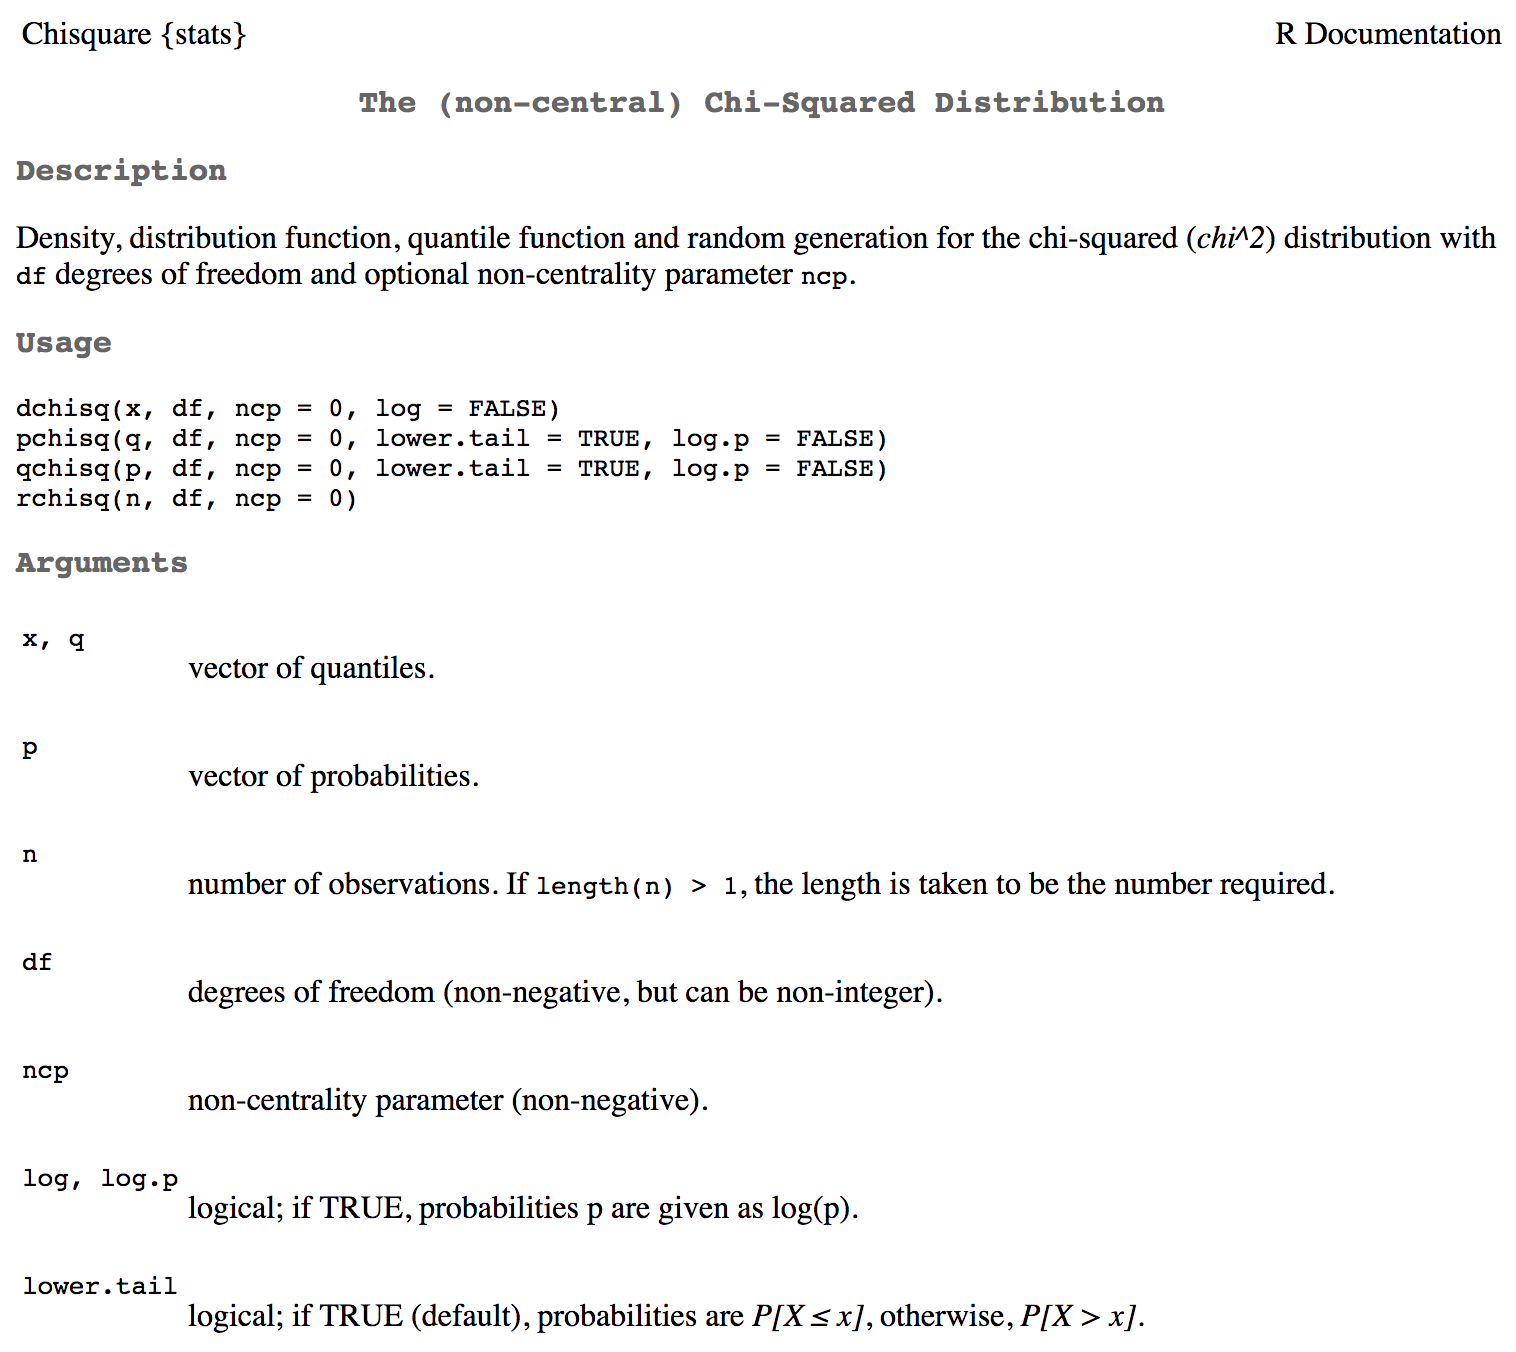 Chisquare {stats}
R Documentation
The (non-central) Chi-Squared Distribution
Description
Density, distribution function, quantile function and random generation for the chi-squared (chi^2) distribution with
df degrees of freedom and optional non-centrality parameter ncp.
Usage
dchisq(x, df, ncp = 0, log = FALSE)
pchisq(q, df, ncp = 0, lower.tail = TRUE, log.p = FALSE)
qchisq(p, df, ncp = 0, lower.tail = TRUE, log.p = FALSE)
rchisq(n, df, ncp = 0)
Arguments
x, q
vector of quantiles.
p
vector of probabilities.
n
number of observations. If length(n) > 1, the length is taken to be the number required.
df
degrees of freedom (non-negative, but can be non-integer).
ncp
non-centrality parameter (non-negative).
log, log.p
logical; if TRUE, probabilities p are given as log(p).
lower.tail
logical; if TRUE (default), probabilities are P[X ≤ x], otherwise, P[X > x].